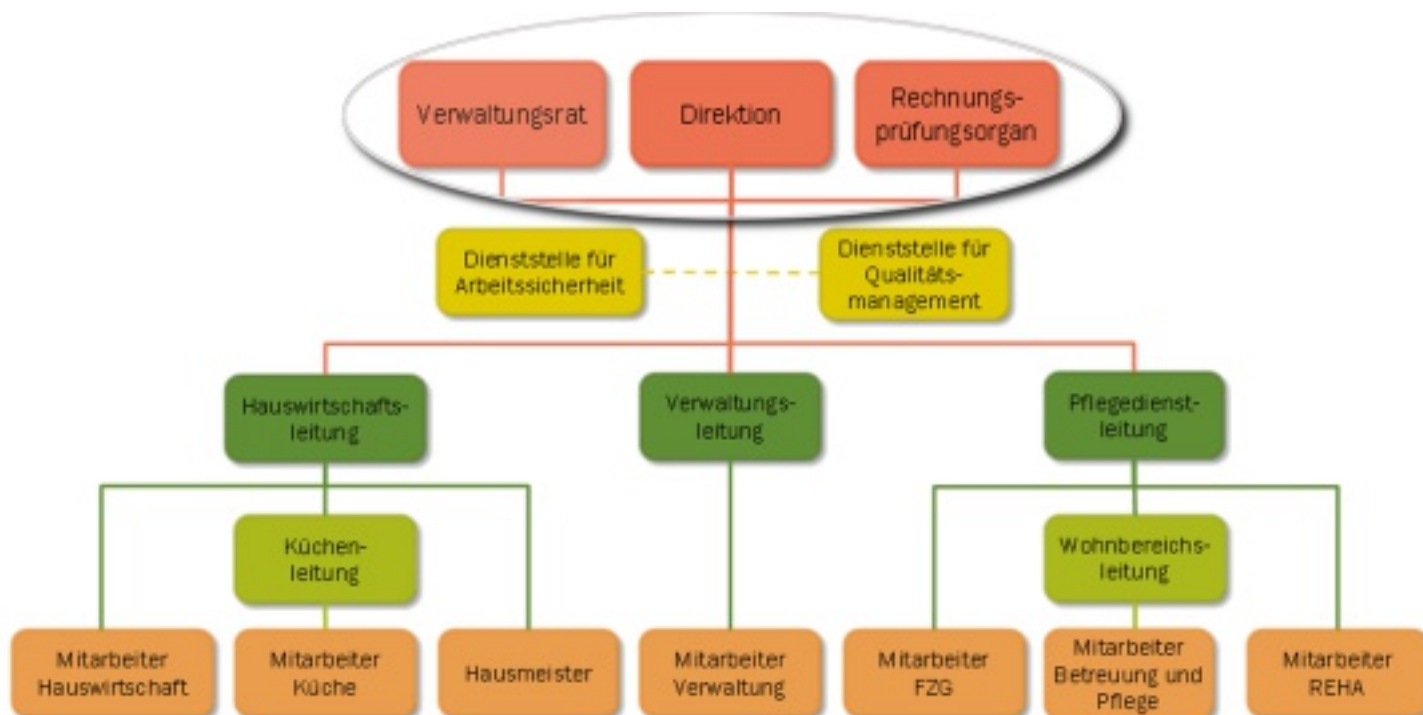 Verwaltungsrat
Direktion
Rechnungs-
prüfungsorgan
Dienststelle für
Arbeitssicherheit
Dienststelle für
Qualitäts-
management
Hauswirtschafts-
leitung
Verwaltungs-
leitung
Pflegedienst-
leitung
Küchen-
leitung
Wohnbereichs-
leitung
Mitarbeiter
Hauswirtschaft
Mitarbeiter
Küche
Hausmeister
Mitarbeiter
Verwaltung
Mitarbeiter
FZG
Mitarbeiter
Betreuung und
Pflege
Mitarbeiter
REHA